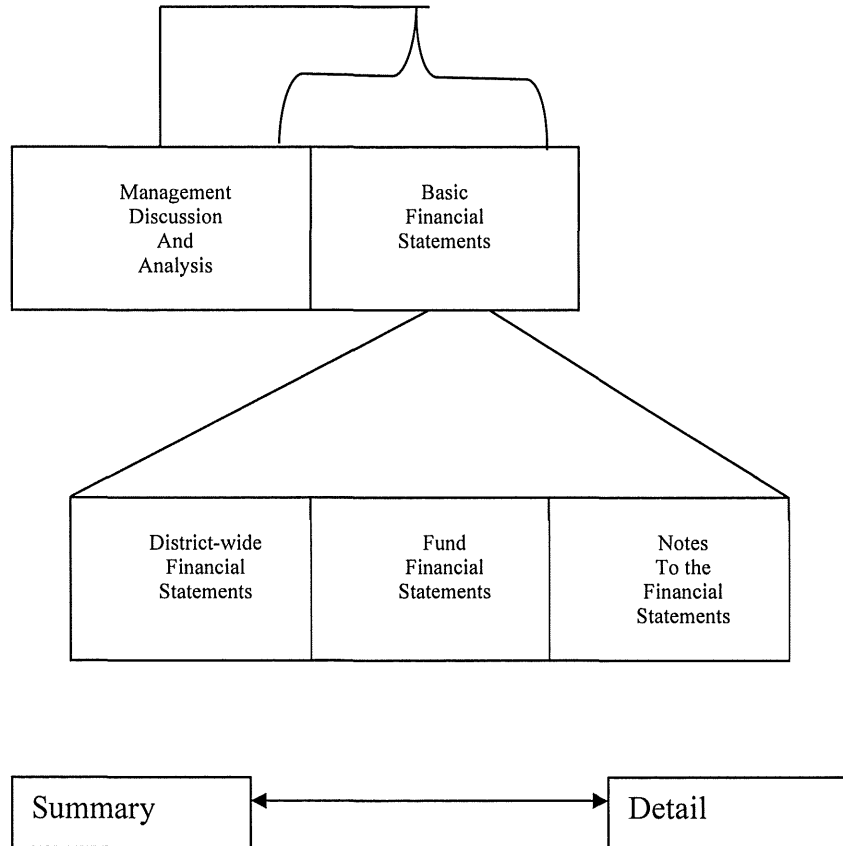 Management
Discussion
And
Analysis
Basic
Financial
Statements
District-wide
Financial
Statements
Fund
Financial
Statements
Notes
To the
Financial
Statements
Summary
Detail